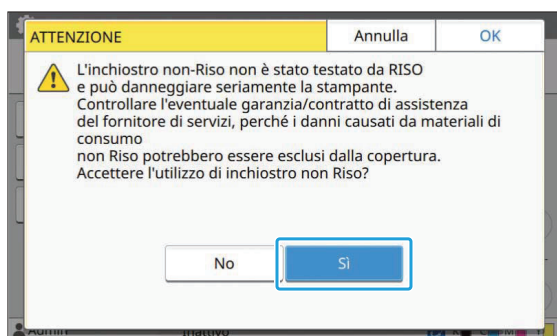 ATTENZIONE
Annulla
OK
L'inchiostro non-Riso non è stato testato da RISO
e può danneggiare seriamente la stampante.
Controllare l'eventuale garanzia/contratto di assistenza
del fornitore di servizi, perché i danni causati da materiali di
consumo
non Riso potrebbero essere esclusi dalla copertura.
Accettere l'utilizzo di inchiostro non Riso?
No
Sì
Admin
Inattivo
K C M Y